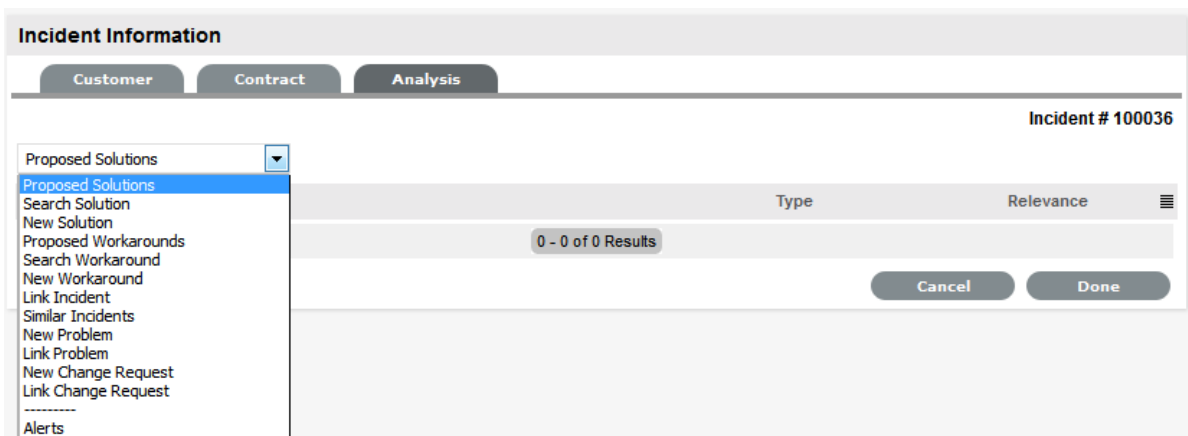 Incident Information
Customer Contract Analysis
Incident # 100036
Proposed Solutions
Proposed Solutions
Search Solution
New Solution
Proposed Workarounds
Search Workaround
New Workaround
Link Incident
Similar Incidents
New Problem
Link Problem
New Change Request
Link Change Request
---------
Alerts
Type Relevance
0 - 0 of 0 Results
Cancel Done